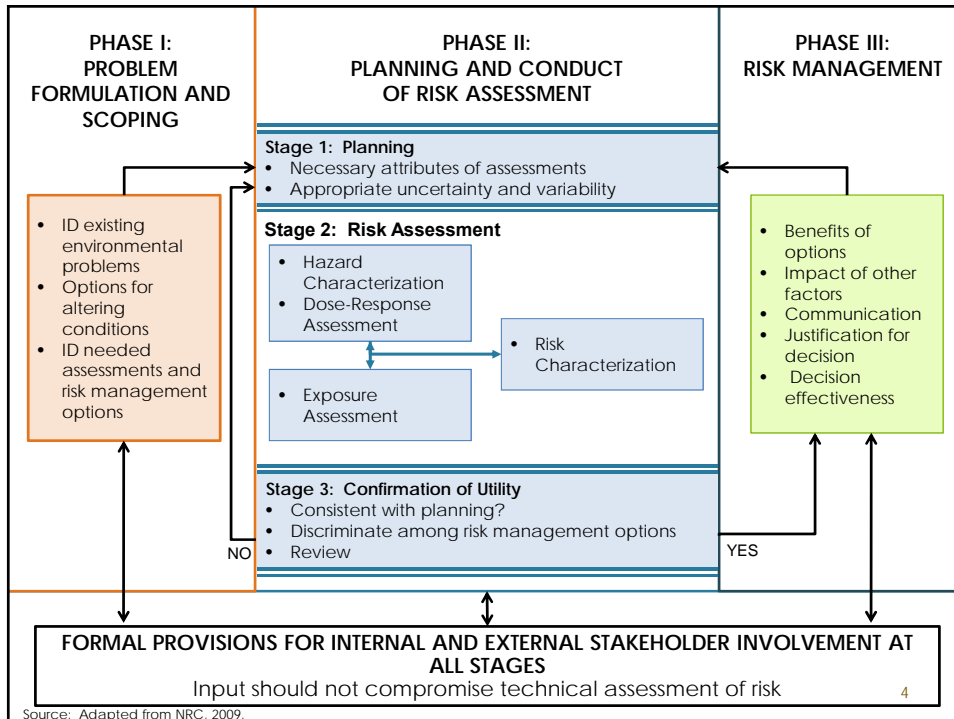 PHASE I:
PROBLEM
FORMULATION AND
SCOPING
PHASE II:
PLANNING AND CONDUCT
OF RISK ASSESSMENT
PHASE III:
RISK MANAGEMENT
• ID existing
environmental
problems
• Options for
altering
conditions
• ID needed
assessments and
risk management
options
Stage 1: Planning
• Necessary attributes of assessments
• Appropriate uncertainty and variability
Stage 2: Risk Assessment
• Hazard
Characterization
• Dose-Response
Assessment
• Exposure
Assessment
• Risk
Characterization
Stage 3: Confirmation of Utility
• Consistent with planning?
• Discriminate among risk management options
• Review
NO
YES
• Benefits of
options
• Impact of other
factors
• Communication
• Justification for
decision
• Decision
effectiveness
FORMAL PROVISIONS FOR INTERNAL AND EXTERNAL STAKEHOLDER INVOLVEMENT AT
ALL STAGES
Input should not compromise technical assessment of risk
4
Source: Adapted from NRC, 2009.